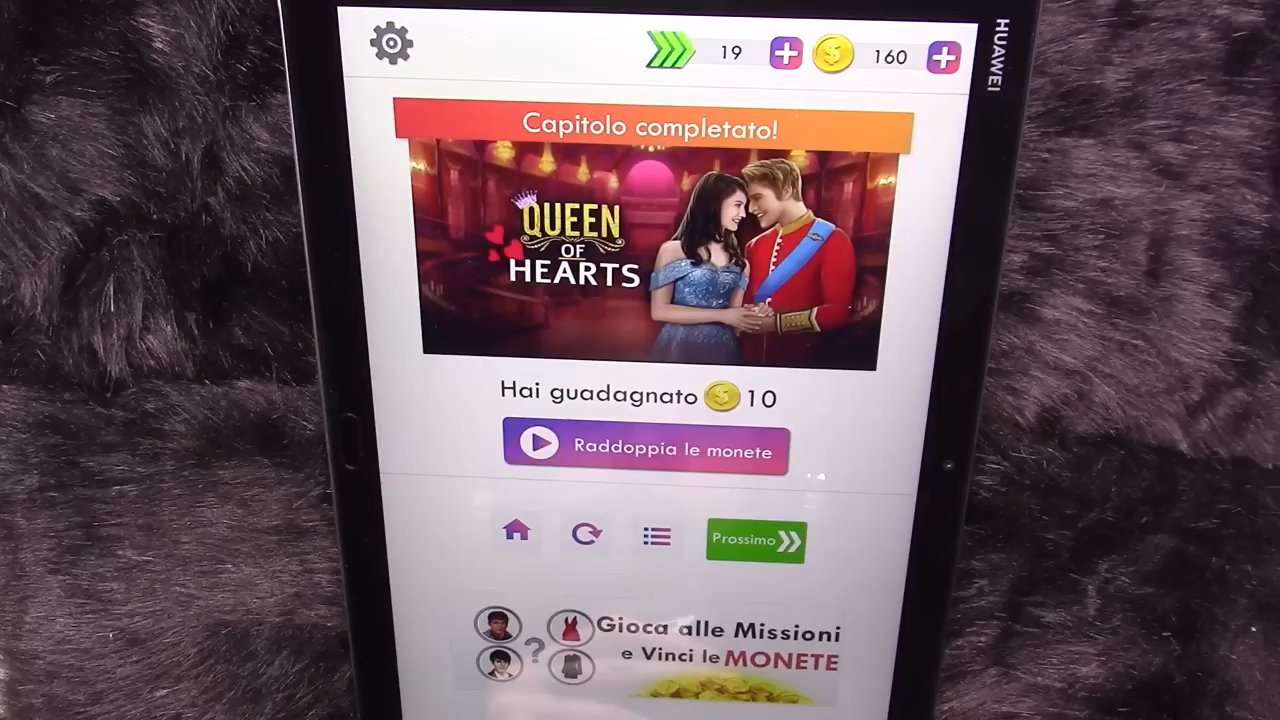 HUAWEI
19
160
Capitolo completato!
QUEEN
OF
HEARTS
Hai guadagnato 10
Raddoppia le monete
Prossimo
Gioca alle Missioni
e Vinci le MONETE